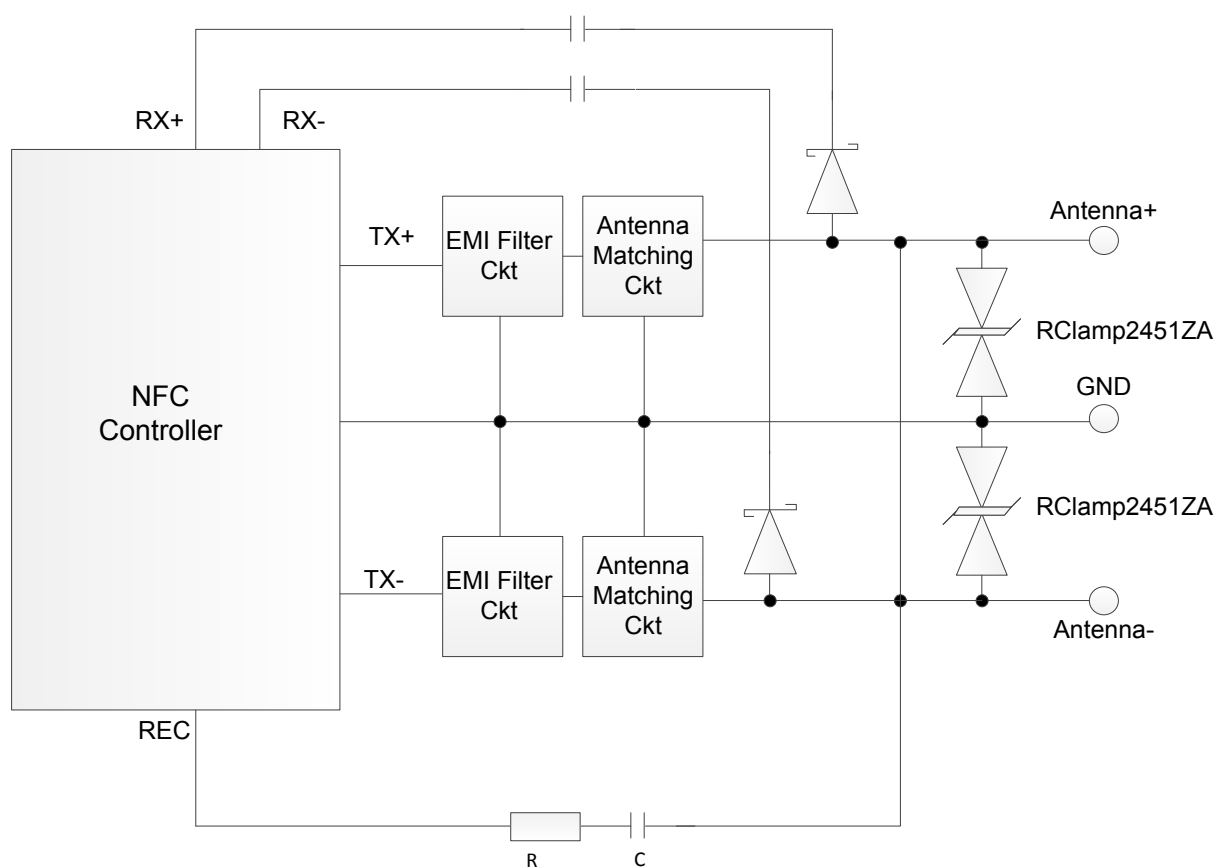 RX+
RX-
Antenna+
TX+
EMI Filter
Ckt
Antenna
Matching
Ckt
RClamp2451ZA
GND
NFC
Controller
RClamp2451ZA
TX-
EMI Filter
Ckt
Antenna
Matching
Ckt
Antenna-
REC
R
C